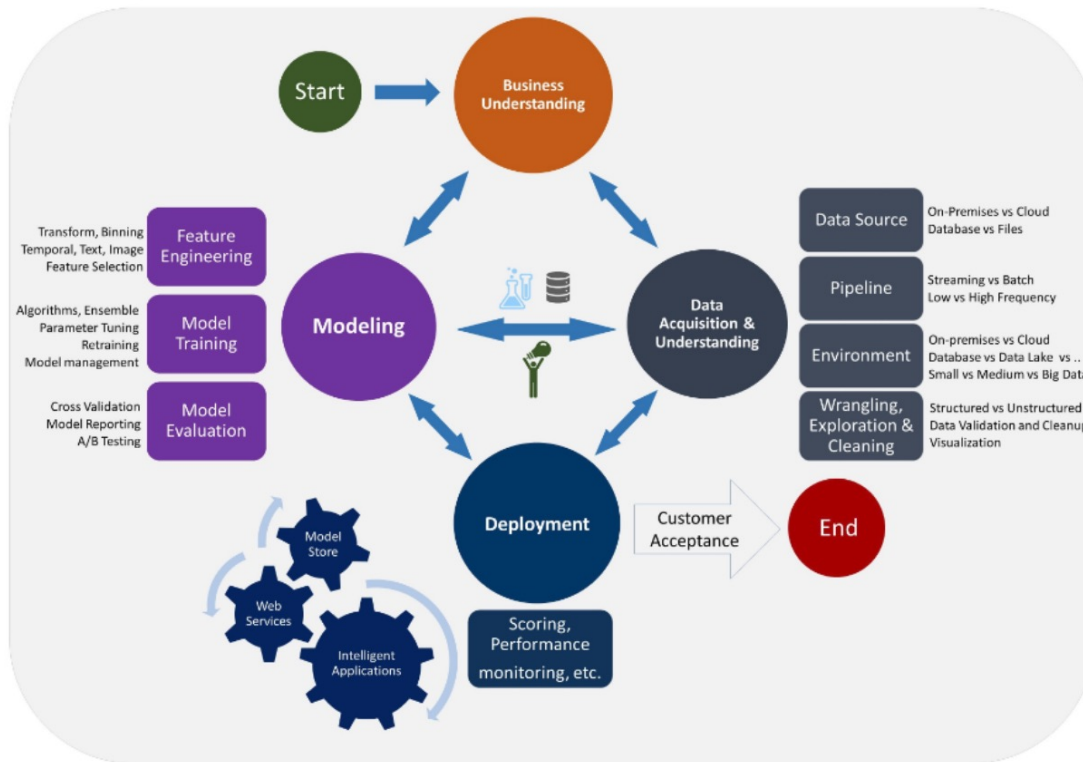 Start
Business
Understanding
Transform, Binning
Temporal, Text, Image
Feature Selection
Feature
Engineering
Algorithms, Ensemble
Parameter Tuning
Retraining
Model management
Model
Training
Cross Validation
Model Reporting
A/B Testing
Model
Evaluation
Modeling
Data
Acquisition &
Understanding
Data Source
On-Premises vs Cloud
Database vs Files
Pipeline
Streaming vs Batch
Low vs High Frequency
Environment
On-premises vs Cloud
Database vs Data Lake vs ..
Small vs Medium vs Big Data
Wrangling,
Exploration &
Cleaning
Structured vs Unstructured
Data Validation and Cleanup
Visualization
Deployment
Customer
Acceptance
End
Model
Store
Web
Services
Intelligent
Applications
Scoring,
Performance
monitoring, etc.